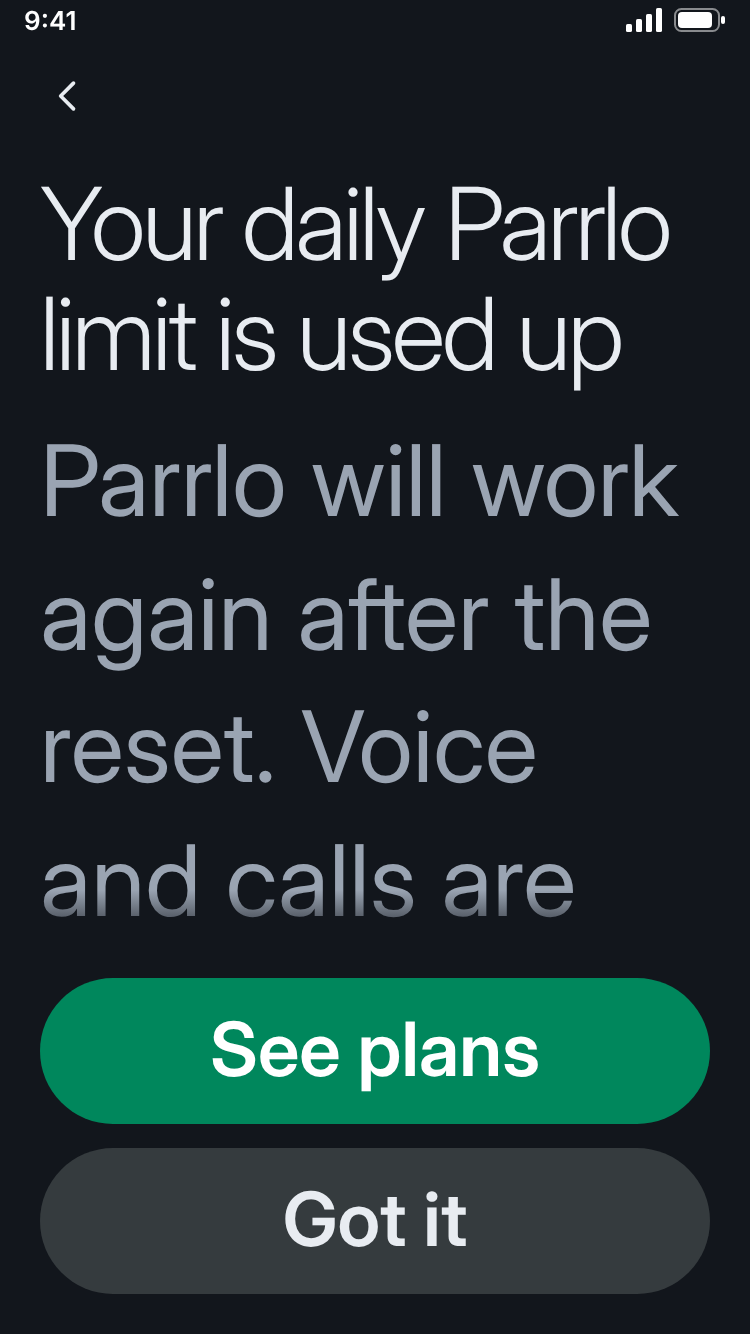 9:41
Your daily Parrlo
limit is used up
Parrlo will work
again after the
reset. Voice
and calls are
See plans
Got it